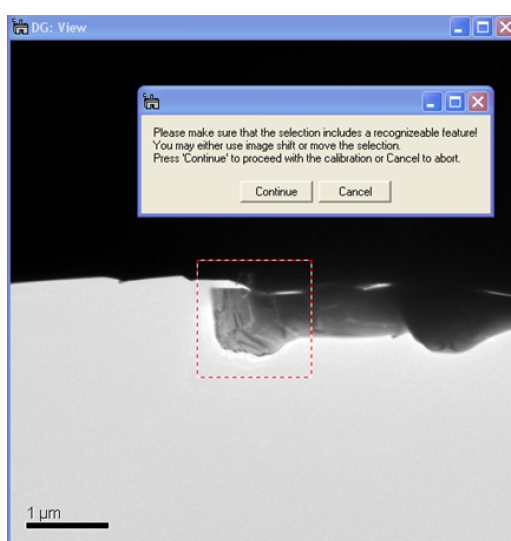 DG: View
Please make sure that the selection includes a recognizeable feature!
You may either use image shift or move the selection.
Press 'Continue' to proceed with the calibration or Cancel to abort.
Continue Cancel
1 µm